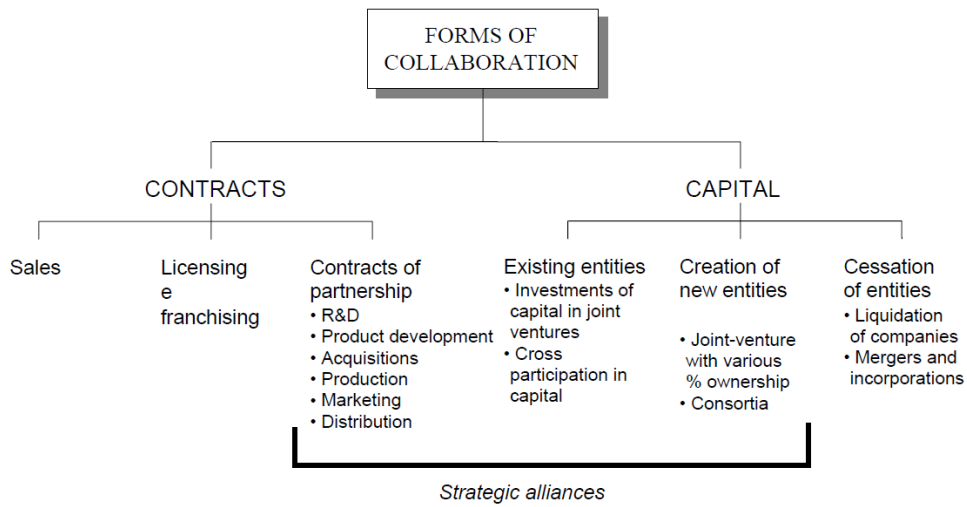 FORMS OF
COLLABORATION
CONTRACTS
CAPITAL
Sales
Licensing
e
franchising
Contracts of
partnership
• R&D
• Product development
• Acquisitions
• Production
• Marketing
• Distribution
Existing entities
• Investments of
capital in joint
ventures
• Cross
participation in
capital
Creation of
new entities
• Joint-venture
with various
% ownership
• Consortia
Cessation
of entities
• Liquidation
of companies
• Mergers and
incorporations
Strategic alliances